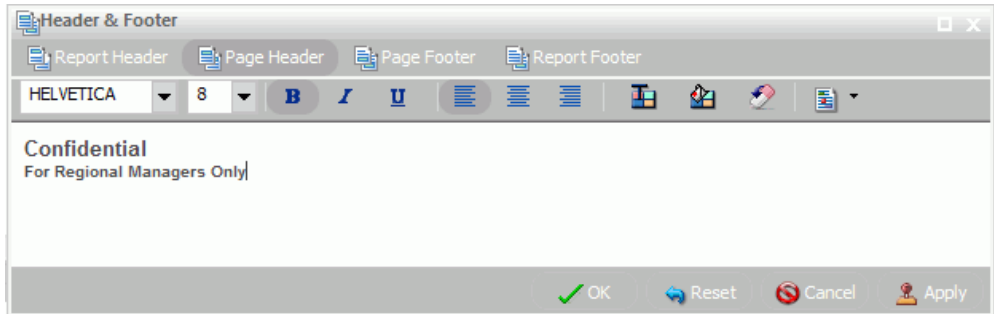 Header & Footer
Report Header Page Header Page Footer Report Footer
HELVETICA 8 B I U
Confidential
For Regional Managers Only
OK Reset Cancel Apply